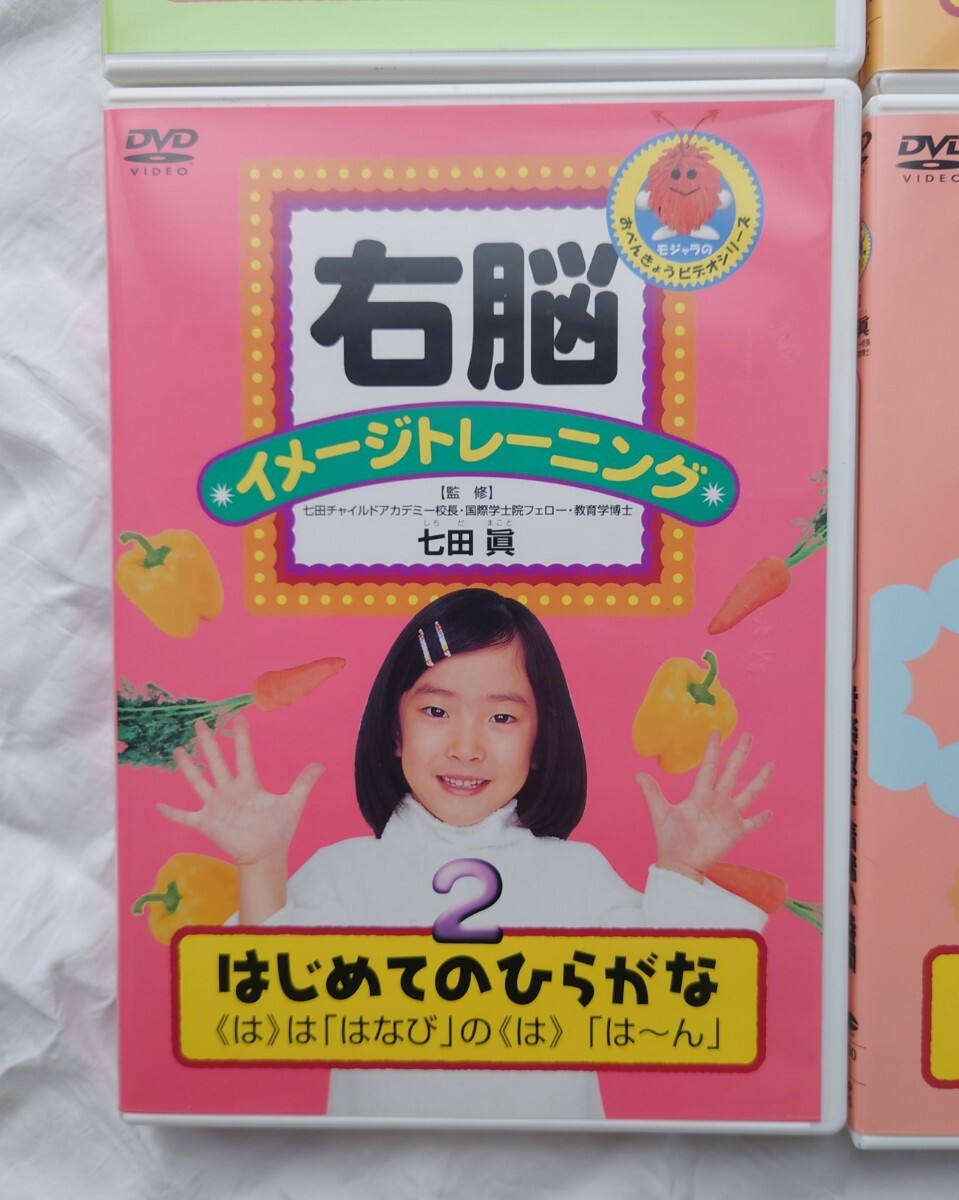 DVD
VIDEO
モジャラの
おべんきょうビデオシリーズ
右脳
イメージトレーニング
【監　修】
七田チャイルドアカデミー校長・国際学士院フェロー・教育学博士
しちだ　まこと
七田 眞
2
はじめてのひらがな
《は》は「はなび」の《は》 「は〜ん」
DVD
VIDEO
眞